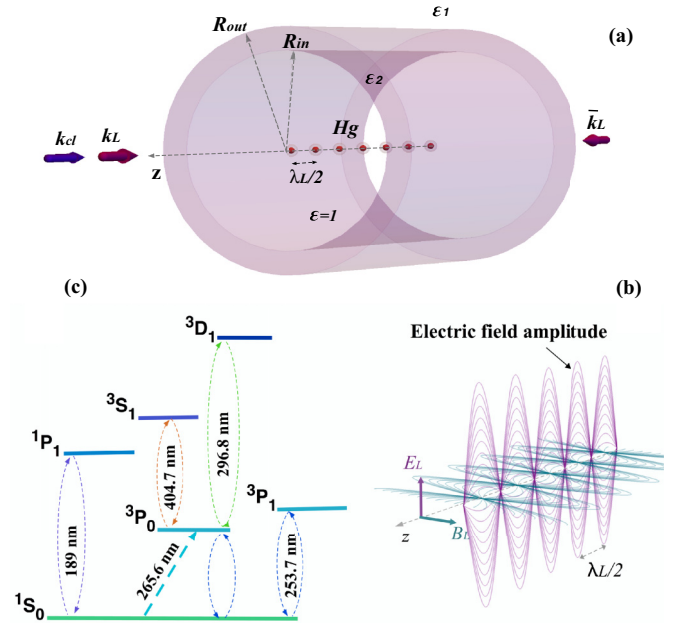 ε1
(a)
Rout
Rin
ε2
kcl
kL
Hg
k̄L
z
λL/2
ε=1
(c)
(b)
³D₁
Electric field amplitude
³S₁
¹P₁
404.7 nm
296.8 nm
³P₁
³P₀
EL
189 nm
265.6 nm
253.7 nm
z
BL
λL/2
¹S₀